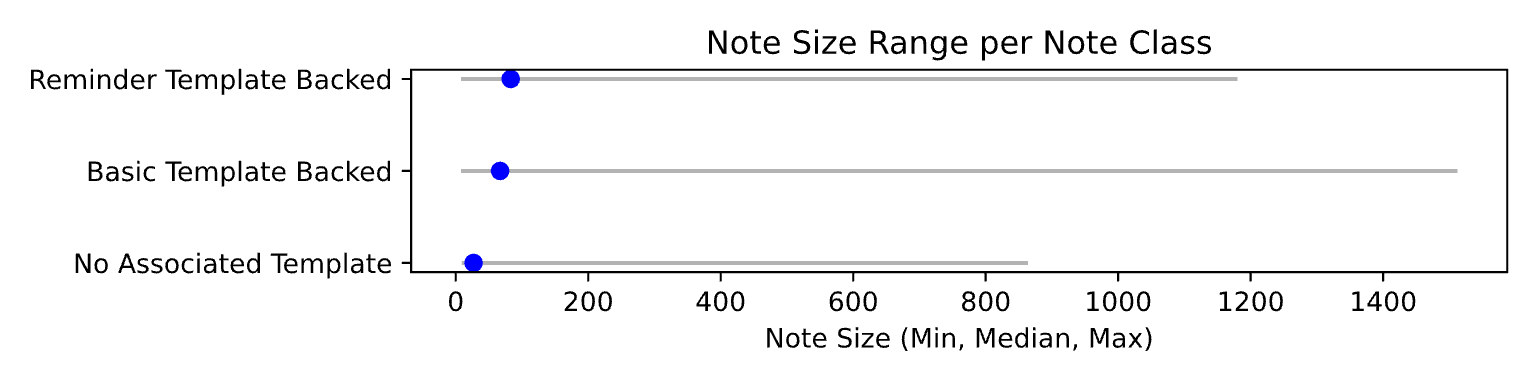 Note Size Range per Note Class
Reminder Template Backed
Basic Template Backed
No Associated Template
0 200 400 600 800 1000 1200 1400
Note Size (Min, Median, Max)